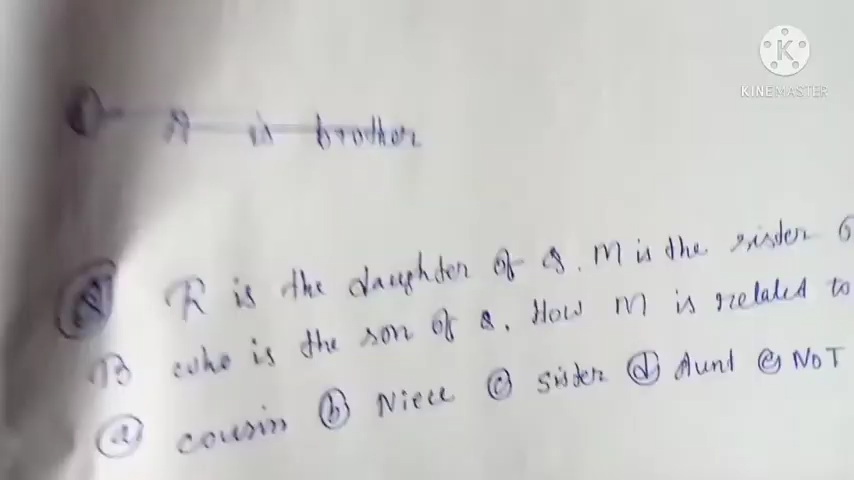 KINEMASTER
A is brother
R is the daughter of Q. M is the sister of
B who is the son of Q. How M is related to
(a) cousin (b) Niece (c) sister (d) Aunt (e) NOT